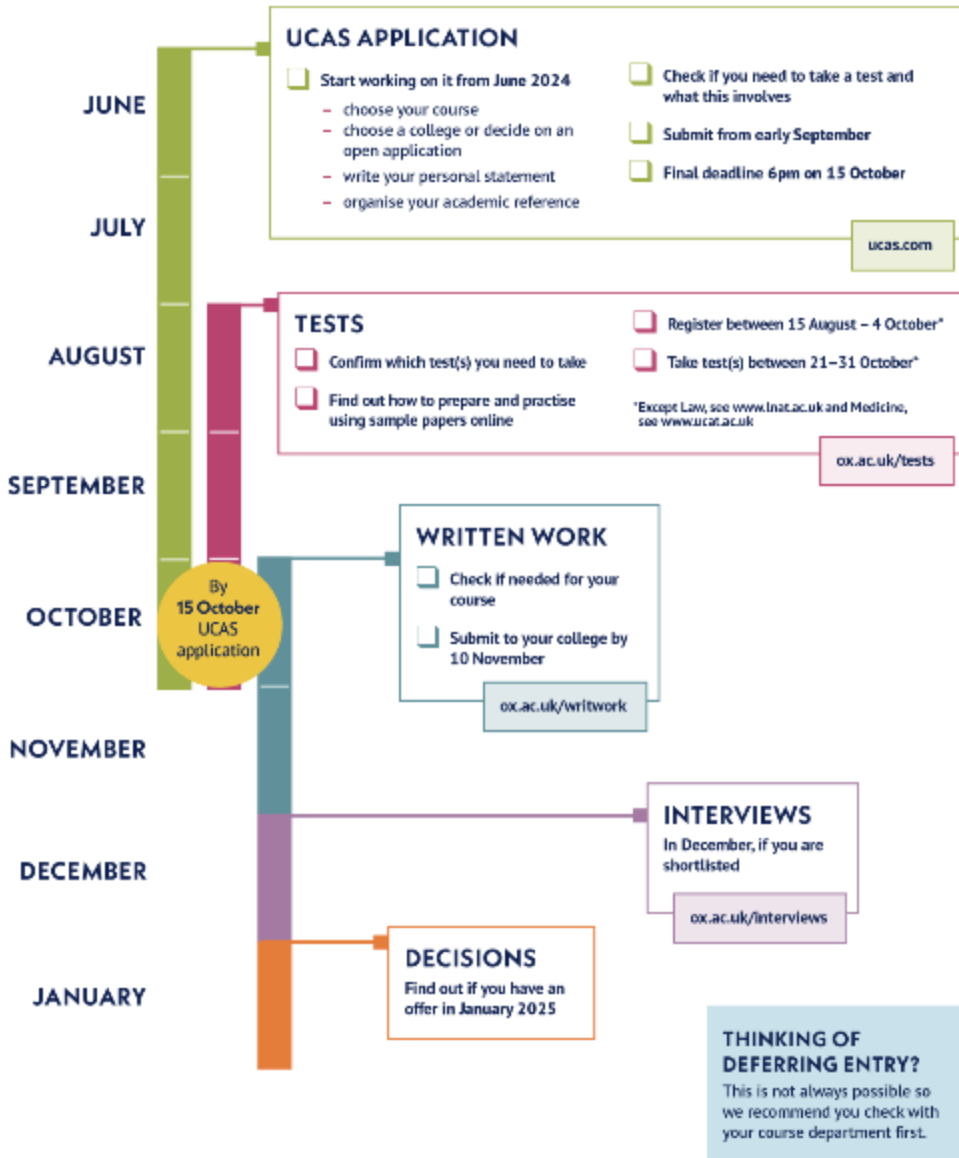 UCAS APPLICATION
Start working on it from June 2024
– choose your course
– choose a college or decide on an
open application
– write your personal statement
– organise your academic reference
Check if you need to take a test and
what this involves
Submit from early September
Final deadline 6pm on 15 October
ucas.com
JUNE
JULY
TESTS
Confirm which test(s) you need to take
Find out how to prepare and practise
using sample papers online
Register between 15 August – 4 October*
Take test(s) between 21–31 October*
*Except Law, see www.lnat.ac.uk and Medicine,
see www.ucat.ac.uk
ox.ac.uk/tests
AUGUST
SEPTEMBER
WRITTEN WORK
Check if needed for your
course
Submit to your college by
10 November
ox.ac.uk/writwork
OCTOBER
By
15 October
UCAS
application
NOVEMBER
INTERVIEWS
In December, if you are
shortlisted
ox.ac.uk/interviews
DECEMBER
DECISIONS
Find out if you have an
offer in January 2025
JANUARY
THINKING OF
DEFERRING ENTRY?
This is not always possible so
we recommend you check with
your course department first.